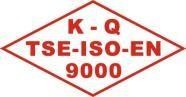 K - Q
TSE-ISO-EN
9000